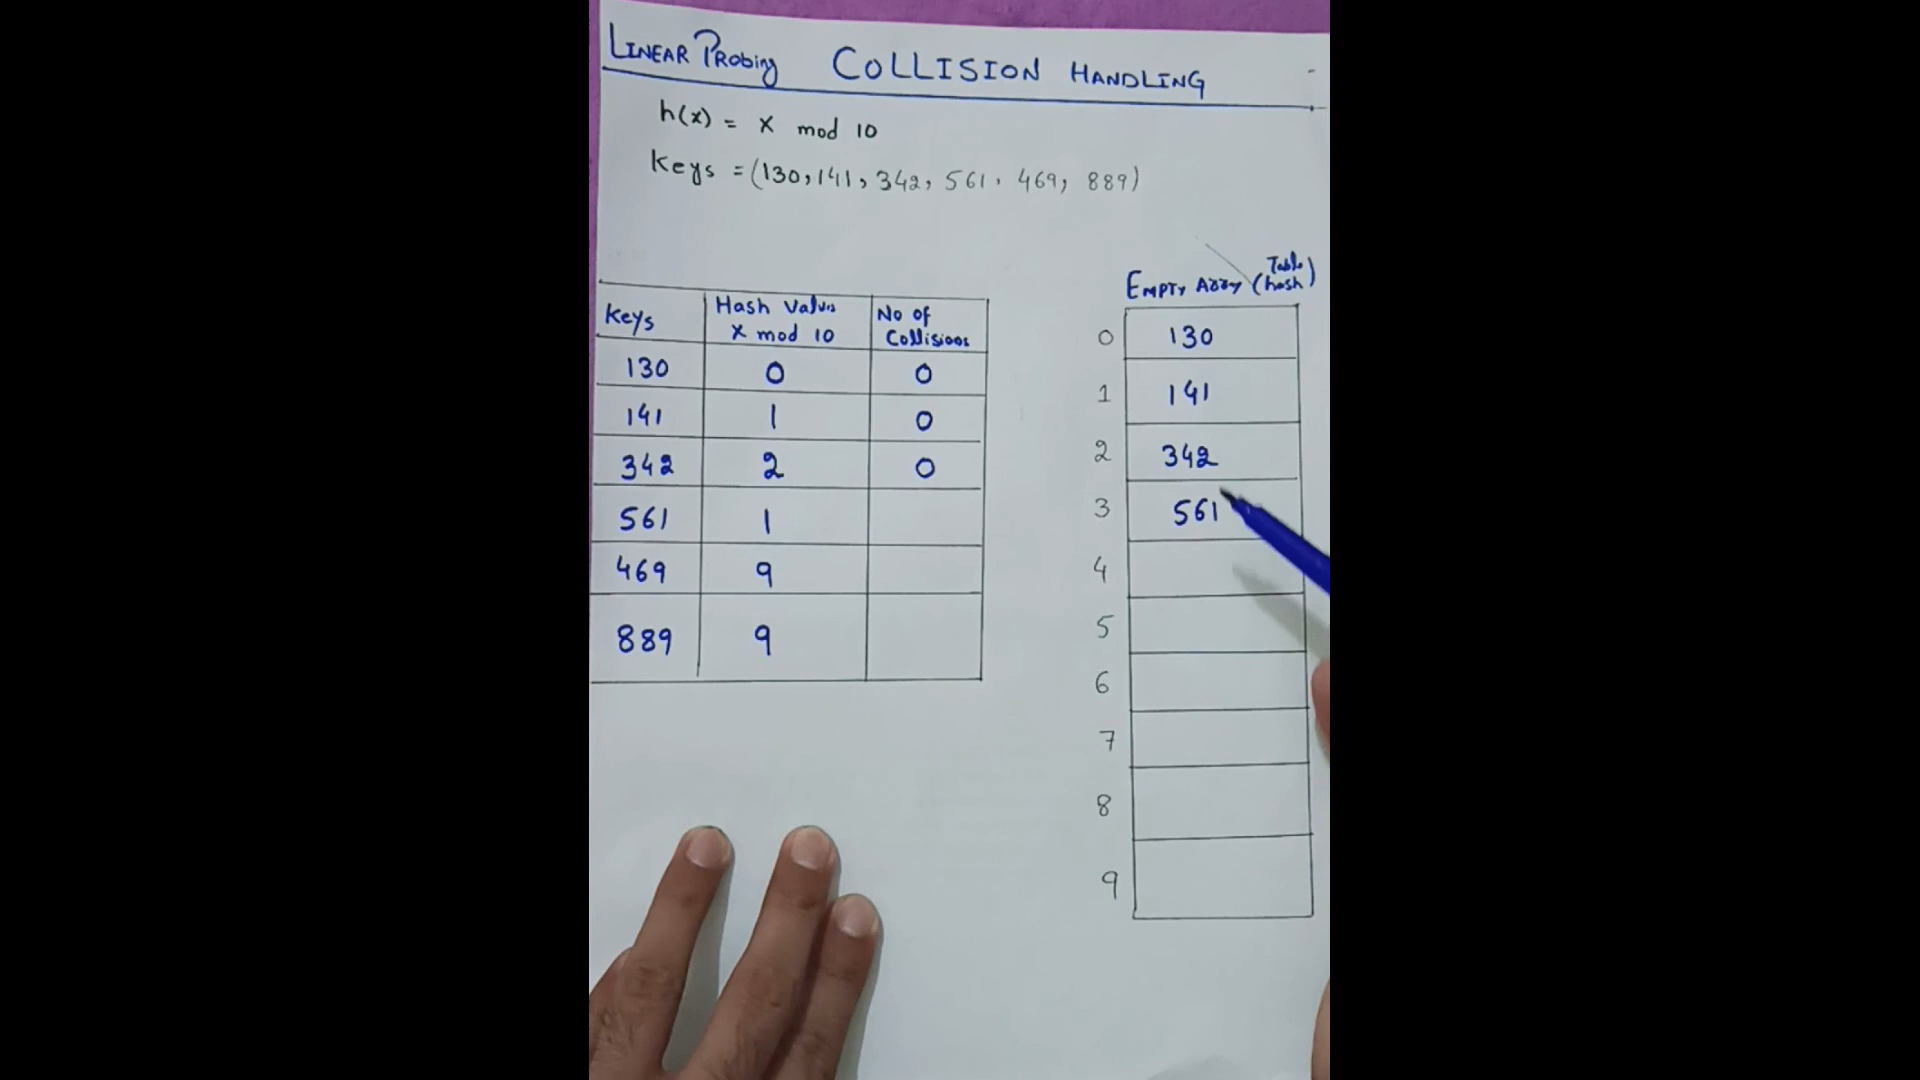 LINEAR PRobing COLLISION HANDLING
h(x) = x mod 10
Keys = (130, 141, 342, 561, 469, 889)
EMPTY Array (Table hash)
Keys Hash Values x mod 10 No of Collisions
130 0 0
141 1 0
342 2 0
561 1
469 9
889 9
0 130
1 141
2 342
3 561
4
5
6
7
8
9